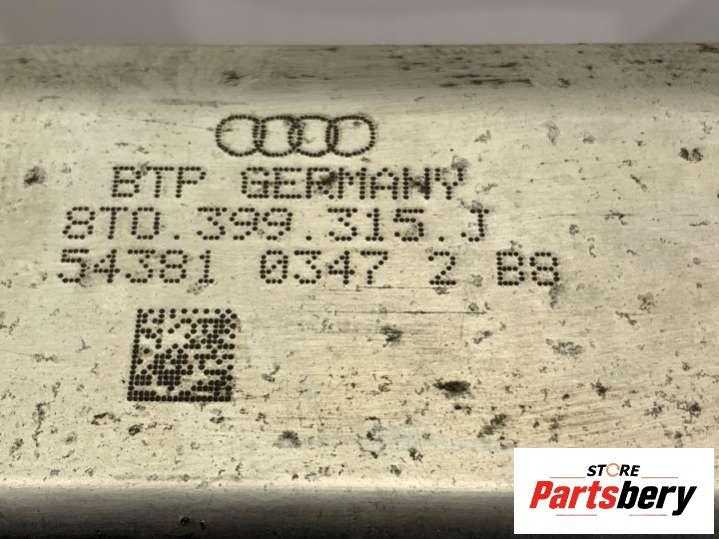 BTP GERMANY
8T0.399.315.J
54381 0347 2 B8
STORE
Partsbery